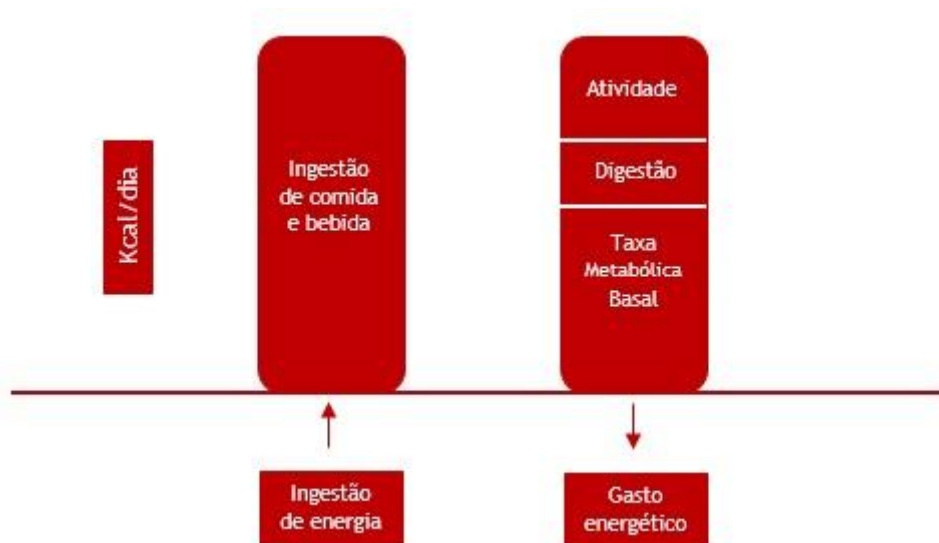 Kcal/dia
Ingestão
de comida
e bebida
Atividade
Digestão
Taxa
Metabólica
Basal
Ingestão
de energia
Gasto
energético